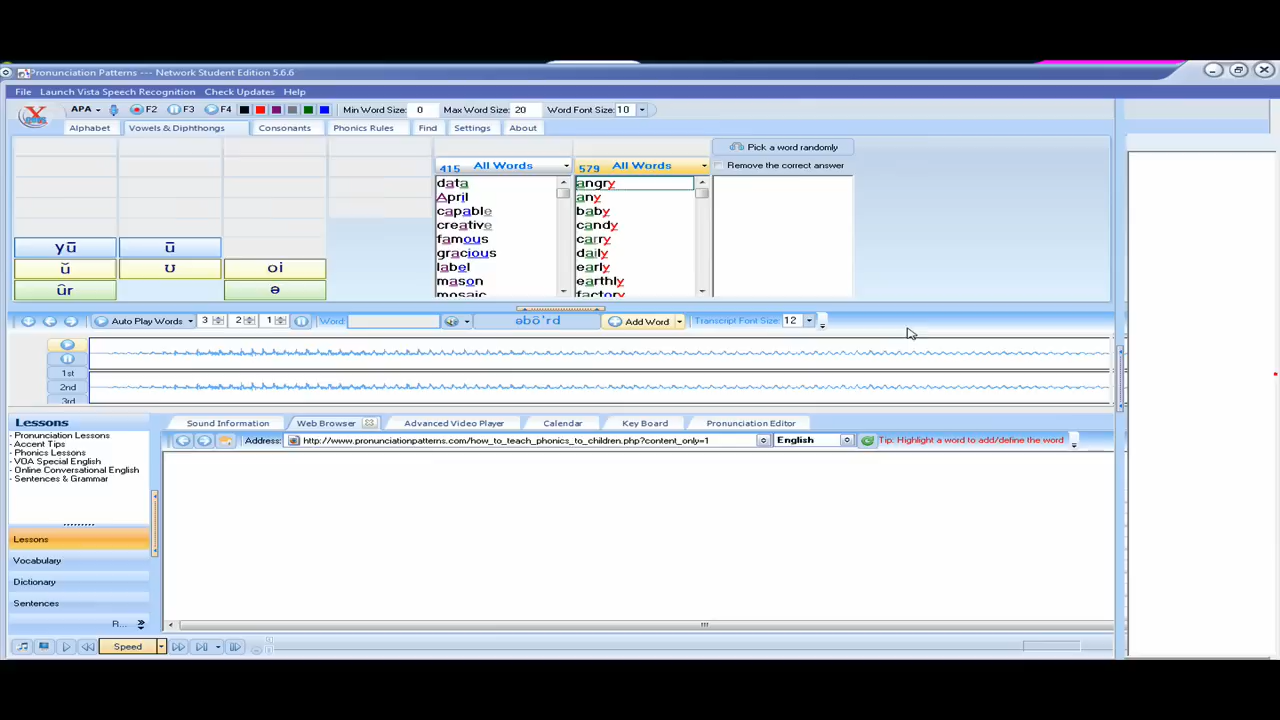 Pronunciation Patterns --- Network Student Edition 5.6.6
File Launch Vista Speech Recognition Check Updates Help
APA F2 F3 F4 Min Word Size: 0 Max Word Size: 20 Word Font Size: 10
Alphabet Vowels & Diphthongs Consonants Phonics Rules Find Settings About
Pick a word randomly
415 All Words 579 All Words Remove the correct answer
data angry
April any
capable baby
creative candy
famous carry
gracious daily
label early
mason earthly
mosaic factory
yū ū
ŭ ʊ oi
ûr ə
Auto Play Words 3 2 1 Word: əbō'rd Add Word Transcript Font Size: 12
1st
2nd
3rd
Lessons Sound Information Web Browser Advanced Video Player Calendar Key Board Pronunciation Editor
Address: http://www.pronunciationpatterns.com/how_to_teach_phonics_to_children.php?content_only=1 English Tip: Highlight a word to add/define the word
- Pronunciation Lessons
- Accent Tips
- Phonics Lessons
- VOA Special English
- Online Conversational English
- Sentences & Grammar
Lessons
Vocabulary
Dictionary
Sentences
R...
Speed